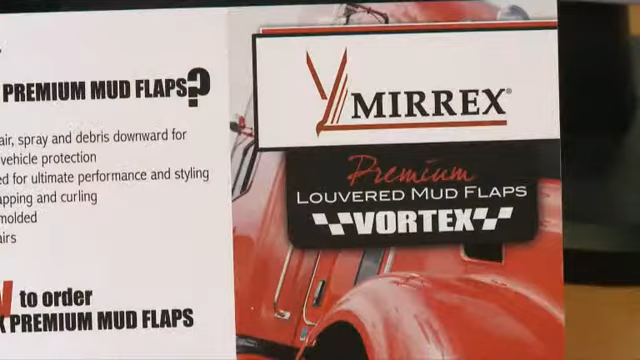 PREMIUM MUD FLAPS?
air, spray and debris downward for
vehicle protection
ed for ultimate performance and styling
apping and curling
molded
airs
to order
X PREMIUM MUD FLAPS
MIRREX®
Premium
LOUVERED MUD FLAPS
VORTEX